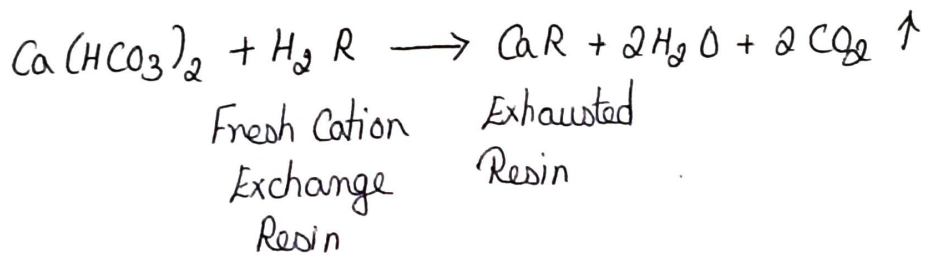 Ca(HCO₃)₂ + H₂R ⟶ CaR + 2H₂O + 2CO₂ ↑
Fresh Cation Exhausted
Exchange Resin
Resin